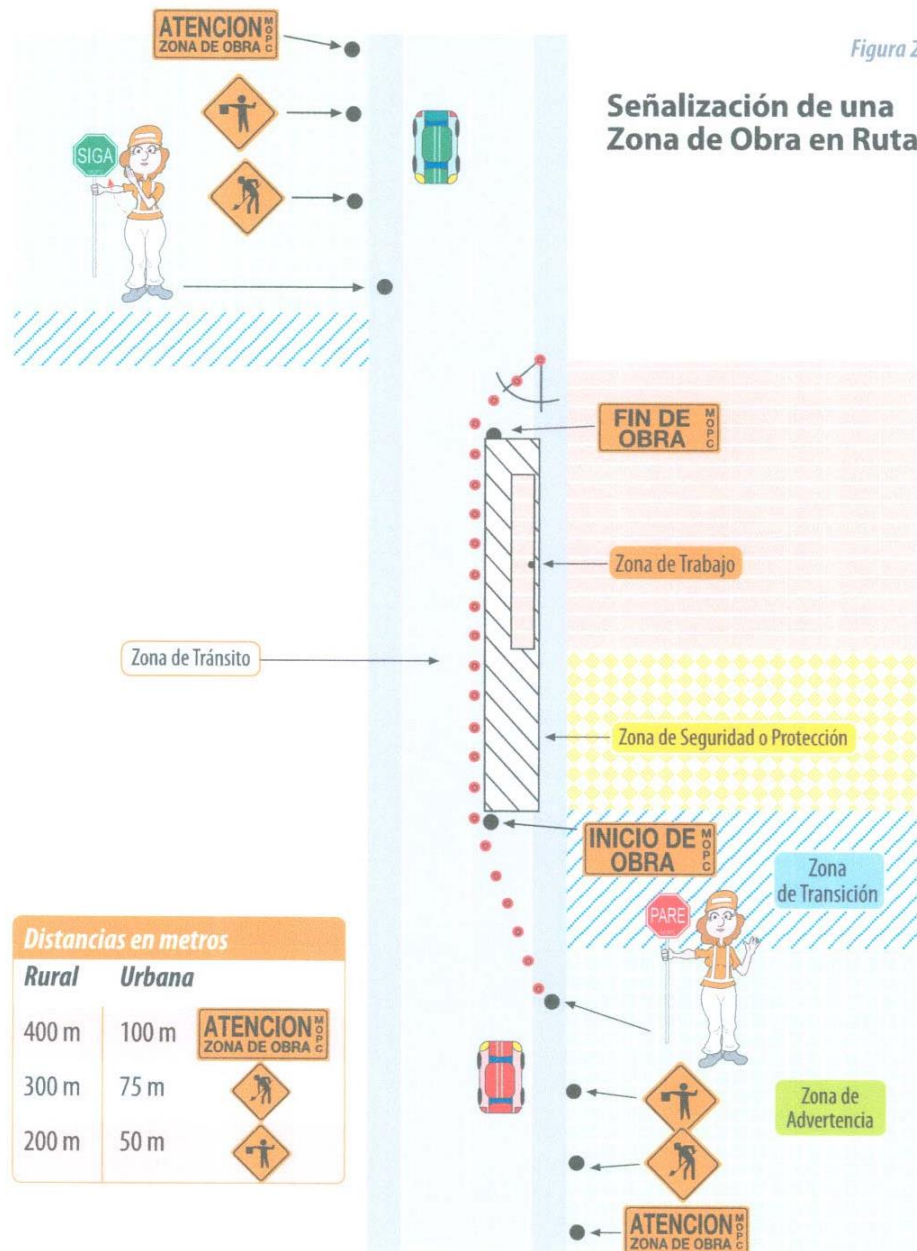 Figura 2
Señalización de una
Zona de Obra en Ruta
ATENCION MOPC
ZONA DE OBRA
SIGA
FIN DE
OBRA MOPC
Zona de Trabajo
Zona de Tránsito
Zona de Seguridad o Protección
INICIO DE
OBRA MOPC
Zona
de Transición
PARE
Distancias en metros
Rural Urbana
400 m 100 m ATENCION MOPC
ZONA DE OBRA
300 m 75 m
200 m 50 m
Zona de
Advertencia
ATENCION MOPC
ZONA DE OBRA